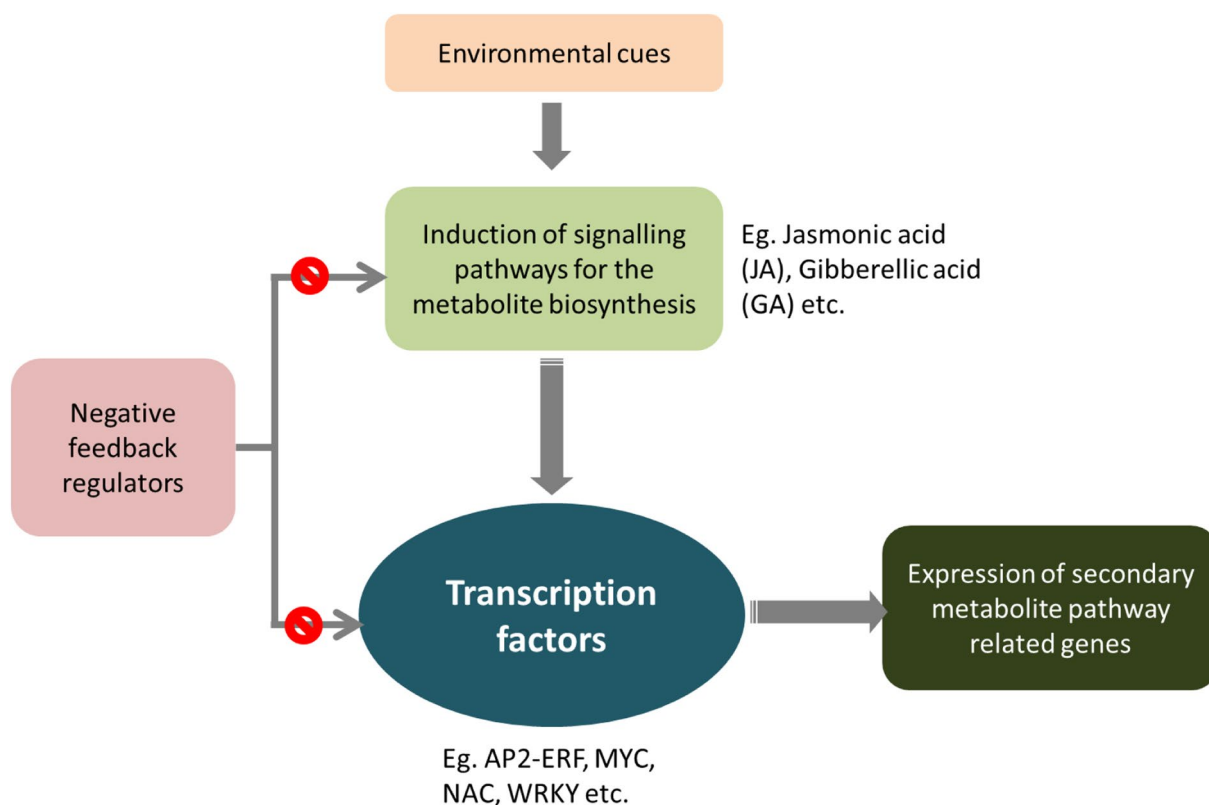 Environmental cues
Induction of signalling
pathways for the
metabolite biosynthesis
Eg. Jasmonic acid
(JA), Gibberellic acid
(GA) etc.
Negative
feedback
regulators
Transcription
factors
Expression of secondary
metabolite pathway
related genes
Eg. AP2-ERF, MYC,
NAC, WRKY etc.